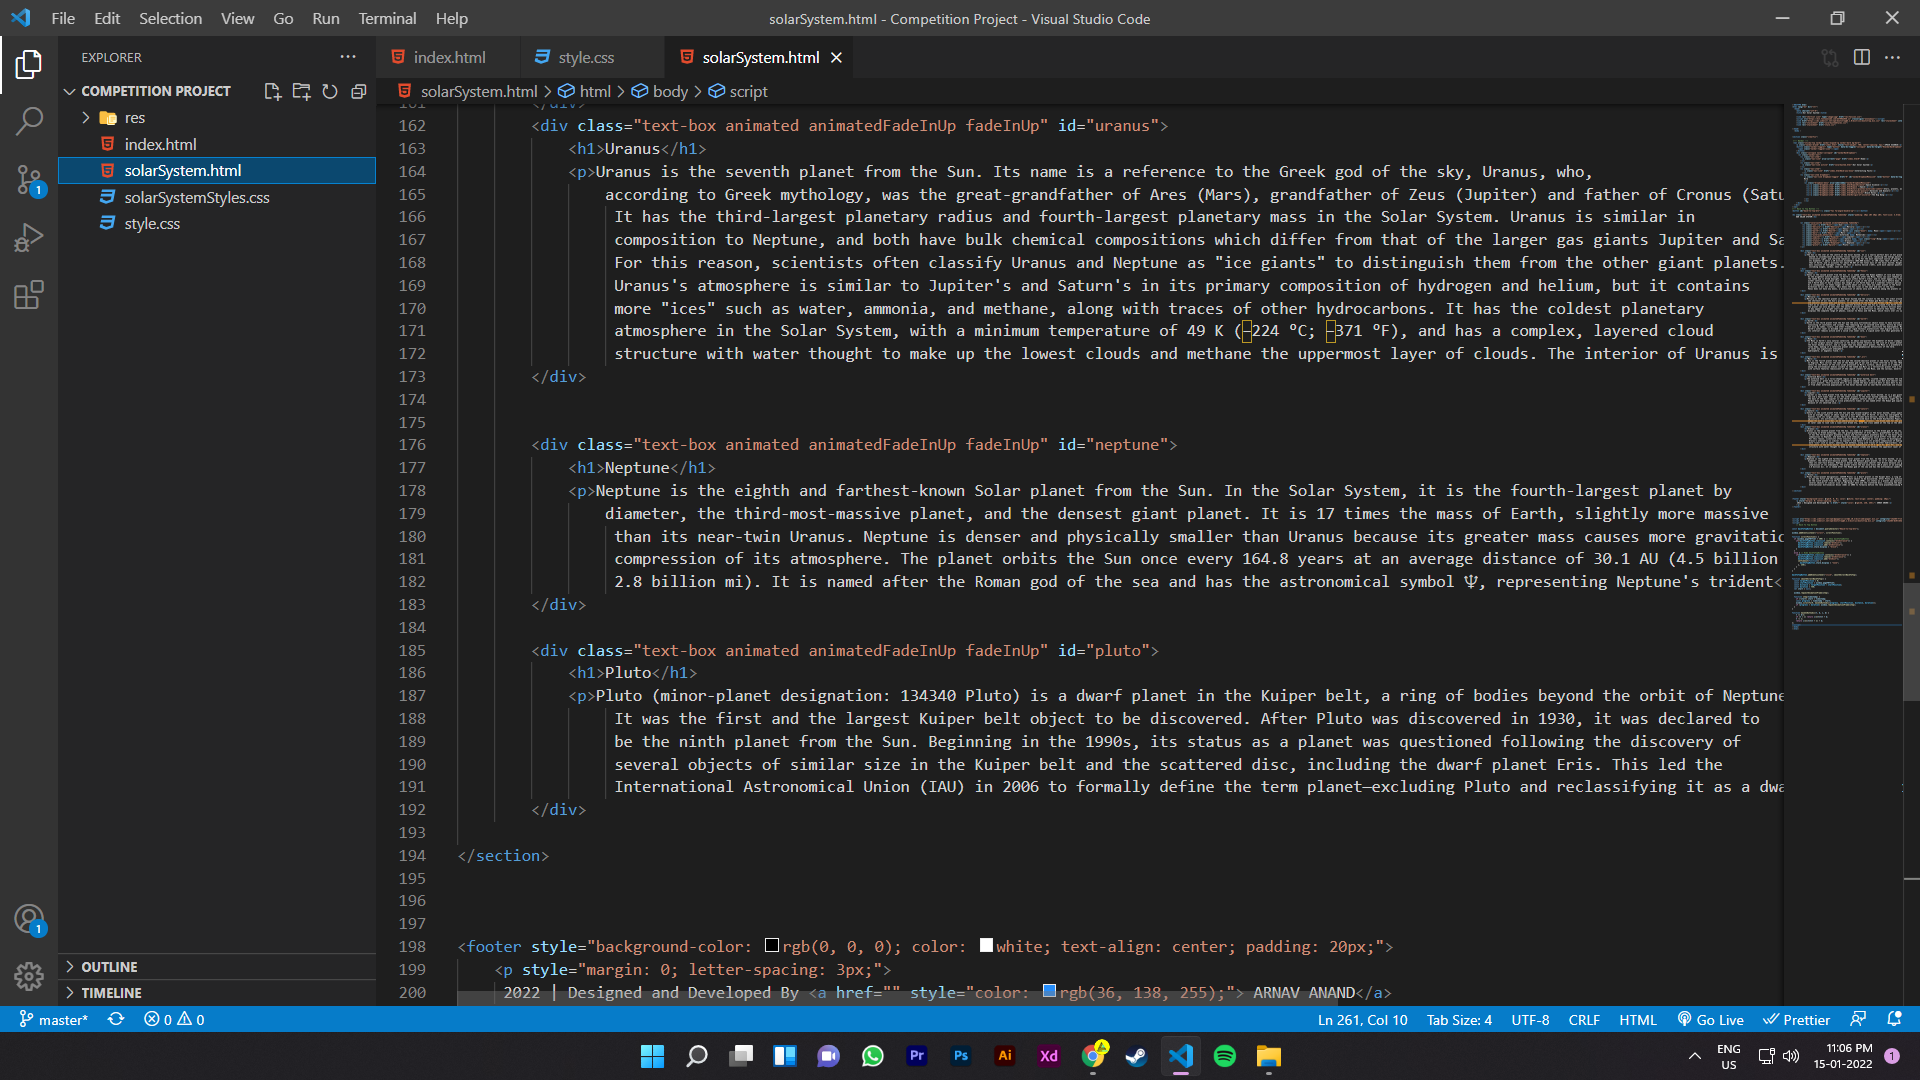 File Edit Selection View Go Run Terminal Help
solarSystem.html - Competition Project - Visual Studio Code
EXPLORER
index.html
style.css
solarSystem.html
COMPETITION PROJECT
solarSystem.html > html > body > script
res
index.html
solarSystem.html
solarSystemStyles.css
style.css
161 </div>
162 <div class="text-box animated animatedFadeInUp fadeInUp" id="uranus">
163 <h1>Uranus</h1>
164 <p>Uranus is the seventh planet from the Sun. Its name is a reference to the Greek god of the sky, Uranus, who,
165 according to Greek mythology, was the great-grandfather of Ares (Mars), grandfather of Zeus (Jupiter) and father of Cronus (Satu
166 It has the third-largest planetary radius and fourth-largest planetary mass in the Solar System. Uranus is similar in
167 composition to Neptune, and both have bulk chemical compositions which differ from that of the larger gas giants Jupiter and Sa
168 For this reason, scientists often classify Uranus and Neptune as "ice giants" to distinguish them from the other giant planets.
169 Uranus's atmosphere is similar to Jupiter's and Saturn's in its primary composition of hydrogen and helium, but it contains
170 more "ices" such as water, ammonia, and methane, along with traces of other hydrocarbons. It has the coldest planetary
171 atmosphere in the Solar System, with a minimum temperature of 49 K (−224 °C; −371 °F), and has a complex, layered cloud
172 structure with water thought to make up the lowest clouds and methane the uppermost layer of clouds. The interior of Uranus is
173 </div>
174
175
176 <div class="text-box animated animatedFadeInUp fadeInUp" id="neptune">
177 <h1>Neptune</h1>
178 <p>Neptune is the eighth and farthest-known Solar planet from the Sun. In the Solar System, it is the fourth-largest planet by
179 diameter, the third-most-massive planet, and the densest giant planet. It is 17 times the mass of Earth, slightly more massive
180 than its near-twin Uranus. Neptune is denser and physically smaller than Uranus because its greater mass causes more gravitatio
181 compression of its atmosphere. The planet orbits the Sun once every 164.8 years at an average distance of 30.1 AU (4.5 billion
182 2.8 billion mi). It is named after the Roman god of the sea and has the astronomical symbol ♆, representing Neptune's trident<
183 </div>
184
185 <div class="text-box animated animatedFadeInUp fadeInUp" id="pluto">
186 <h1>Pluto</h1>
187 <p>Pluto (minor-planet designation: 134340 Pluto) is a dwarf planet in the Kuiper belt, a ring of bodies beyond the orbit of Neptune
188 It was the first and the largest Kuiper belt object to be discovered. After Pluto was discovered in 1930, it was declared to
189 be the ninth planet from the Sun. Beginning in the 1990s, its status as a planet was questioned following the discovery of
190 several objects of similar size in the Kuiper belt and the scattered disc, including the dwarf planet Eris. This led the
191 International Astronomical Union (IAU) in 2006 to formally define the term planet—excluding Pluto and reclassifying it as a dwa
192 </div>
193
194 </section>
195
196
197
198 <footer style="background-color: rgb(0, 0, 0); color: white; text-align: center; padding: 20px;">
199 <p style="margin: 0; letter-spacing: 3px;">
200 2022 | Designed and Developed By <a href="" style="color: rgb(36, 138, 255);"> ARNAV ANAND</a>
1
1
OUTLINE
TIMELINE
master* 0 0
Ln 261, Col 10 Tab Size: 4 UTF-8 CRLF HTML Go Live Prettier
Pr Ps Ai Xd
ENG
US
11:06 PM
15-01-2022
1